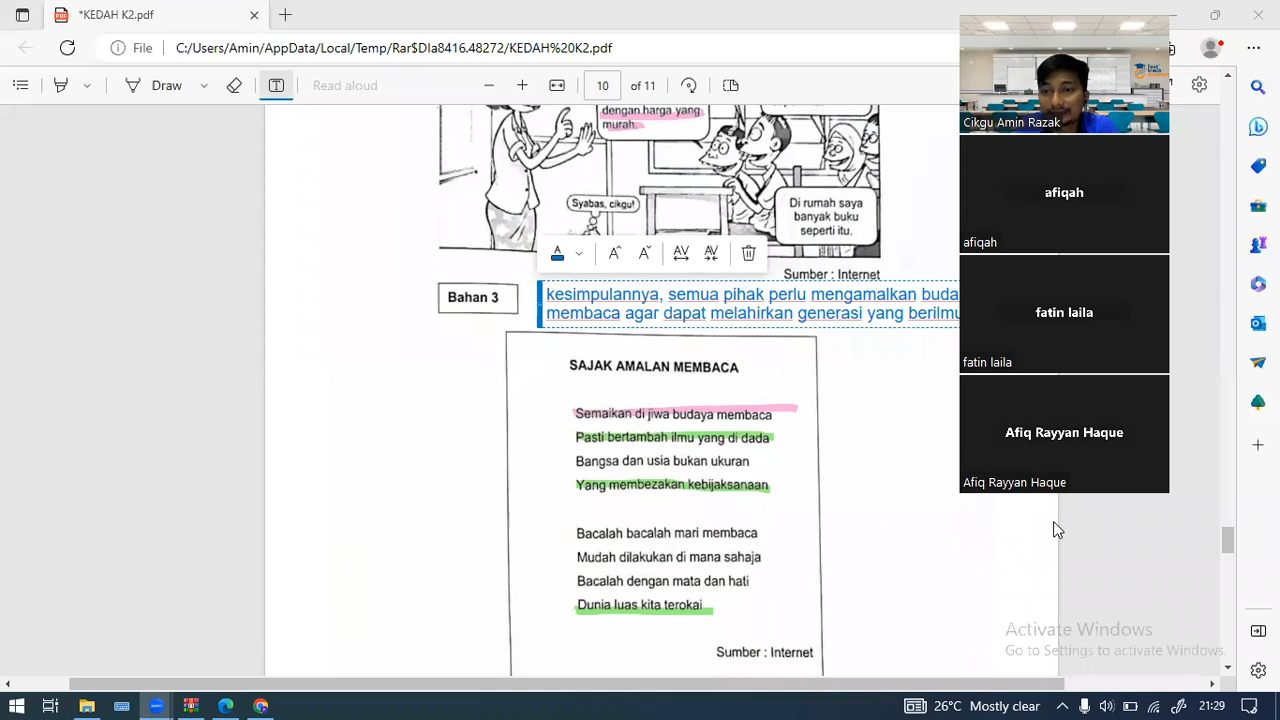 *KEDAH K2.pdf
File C:/Users/Amin/AppData/Local/Temp/Rar$DIa8416.48272/KEDAH%20K2.pdf
Draw
Read aloud
10 of 11
dengan harga yang
murah.
Syabas, cikgu!
Di rumah saya
banyak buku
seperti itu.
Sumber : Internet
Bahan 3
kesimpulannya, semua pihak perlu mengamalkan buda
membaca agar dapat melahirkan generasi yang berilmu
SAJAK AMALAN MEMBACA
Semaikan di jiwa budaya membaca
Pasti bertambah ilmu yang di dada
Bangsa dan usia bukan ukuran
Yang membezakan kebijaksanaan
Bacalah bacalah mari membaca
Mudah dilakukan di mana sahaja
Bacalah dengan mata dan hati
Dunia luas kita terokai
Sumber : Internet
Cikgu Amin Razak
afiqah
afiqah
fatin laila
fatin laila
Afiq Rayyan Haque
Afiq Rayyan Haque
Activate Windows
Go to Settings to activate Windows.
26°C Mostly clear
21:29